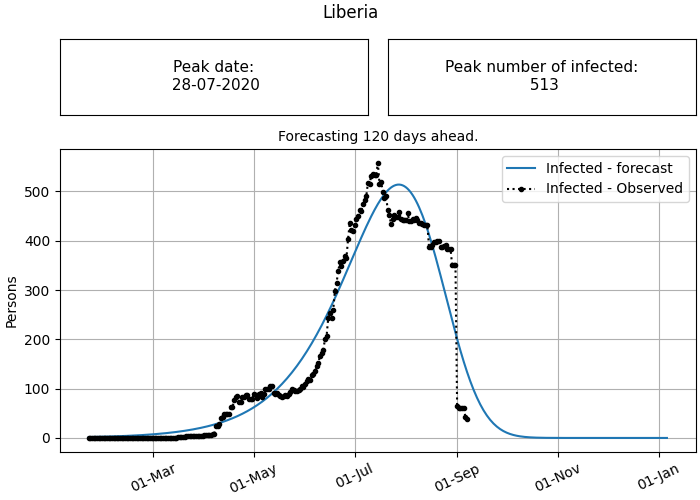 Liberia
Peak date:
28-07-2020
Peak number of infected:
513
Forecasting 120 days ahead.
Infected - forecast
Infected - Observed
500
400
300
200
100
0
Persons
01-Mar
01-May
01-Jul
01-Sep
01-Nov
01-Jan